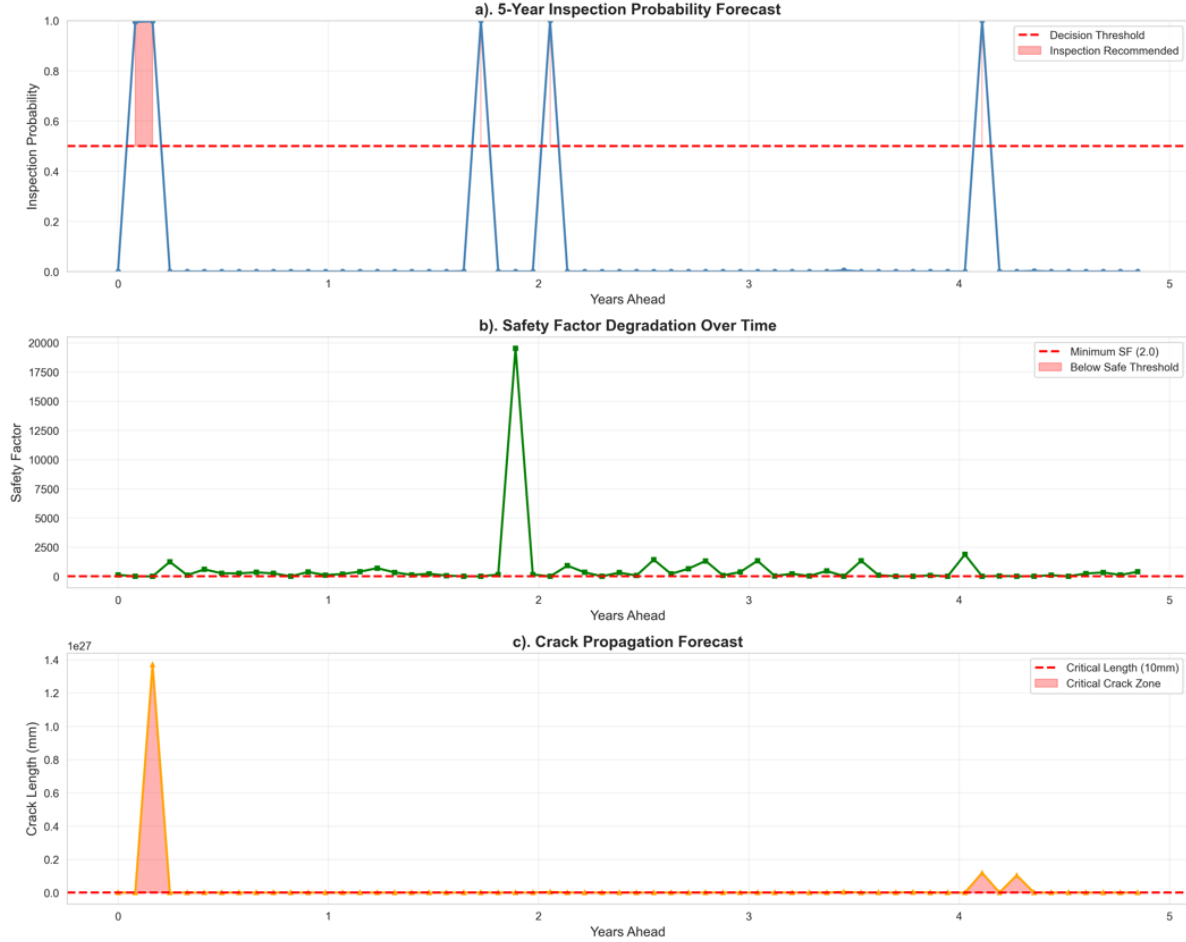 a). 5-Year Inspection Probability Forecast
1.0
0.8
0.6
0.4
0.2
0.0
Inspection Probability
Decision Threshold
Inspection Recommended
0 1 2 3 4 5
Years Ahead
b). Safety Factor Degradation Over Time
20000
17500
15000
12500
10000
7500
5000
2500
0
Safety Factor
Minimum SF (2.0)
Below Safe Threshold
0 1 2 3 4 5
Years Ahead
c). Crack Propagation Forecast
1e27
1.4
1.2
1.0
0.8
0.6
0.4
0.2
0.0
Crack Length (mm)
Critical Length (10mm)
Critical Crack Zone
0 1 2 3 4 5
Years Ahead